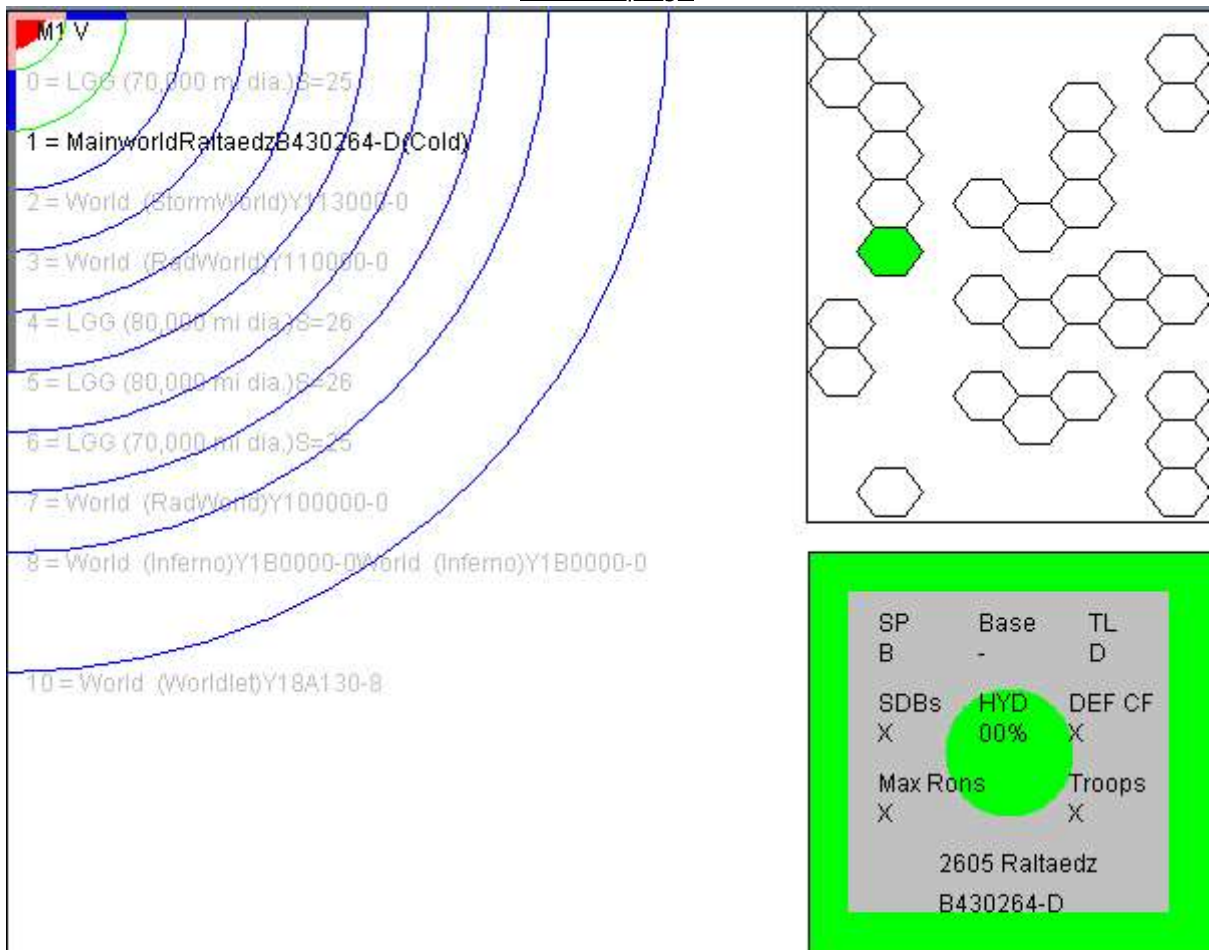 M1 V
0 = LGG (70,000 mi dia.)S=25
1 = MainworldRaltaedzB430264-D(Cold)
2 = World  (StormWorld)Y113000-0
3 = World  (RadWorld)Y110000-0
4 = LGG (80,000 mi dia.)S=26
5 = LGG (80,000 mi dia.)S=26
6 = LGG (70,000 mi dia.)S=25
7 = World  (RadWorld)Y100000-0
8 = World  (Inferno)Y1B0000-0World  (Inferno)Y1B0000-0
10 = World  (Worldlet)Y18A130-8
SP Base TL
B - D
SDBs HYD DEF CF
X 00% X
Max Rons Troops
X X
2605 Raltaedz
B430264-D